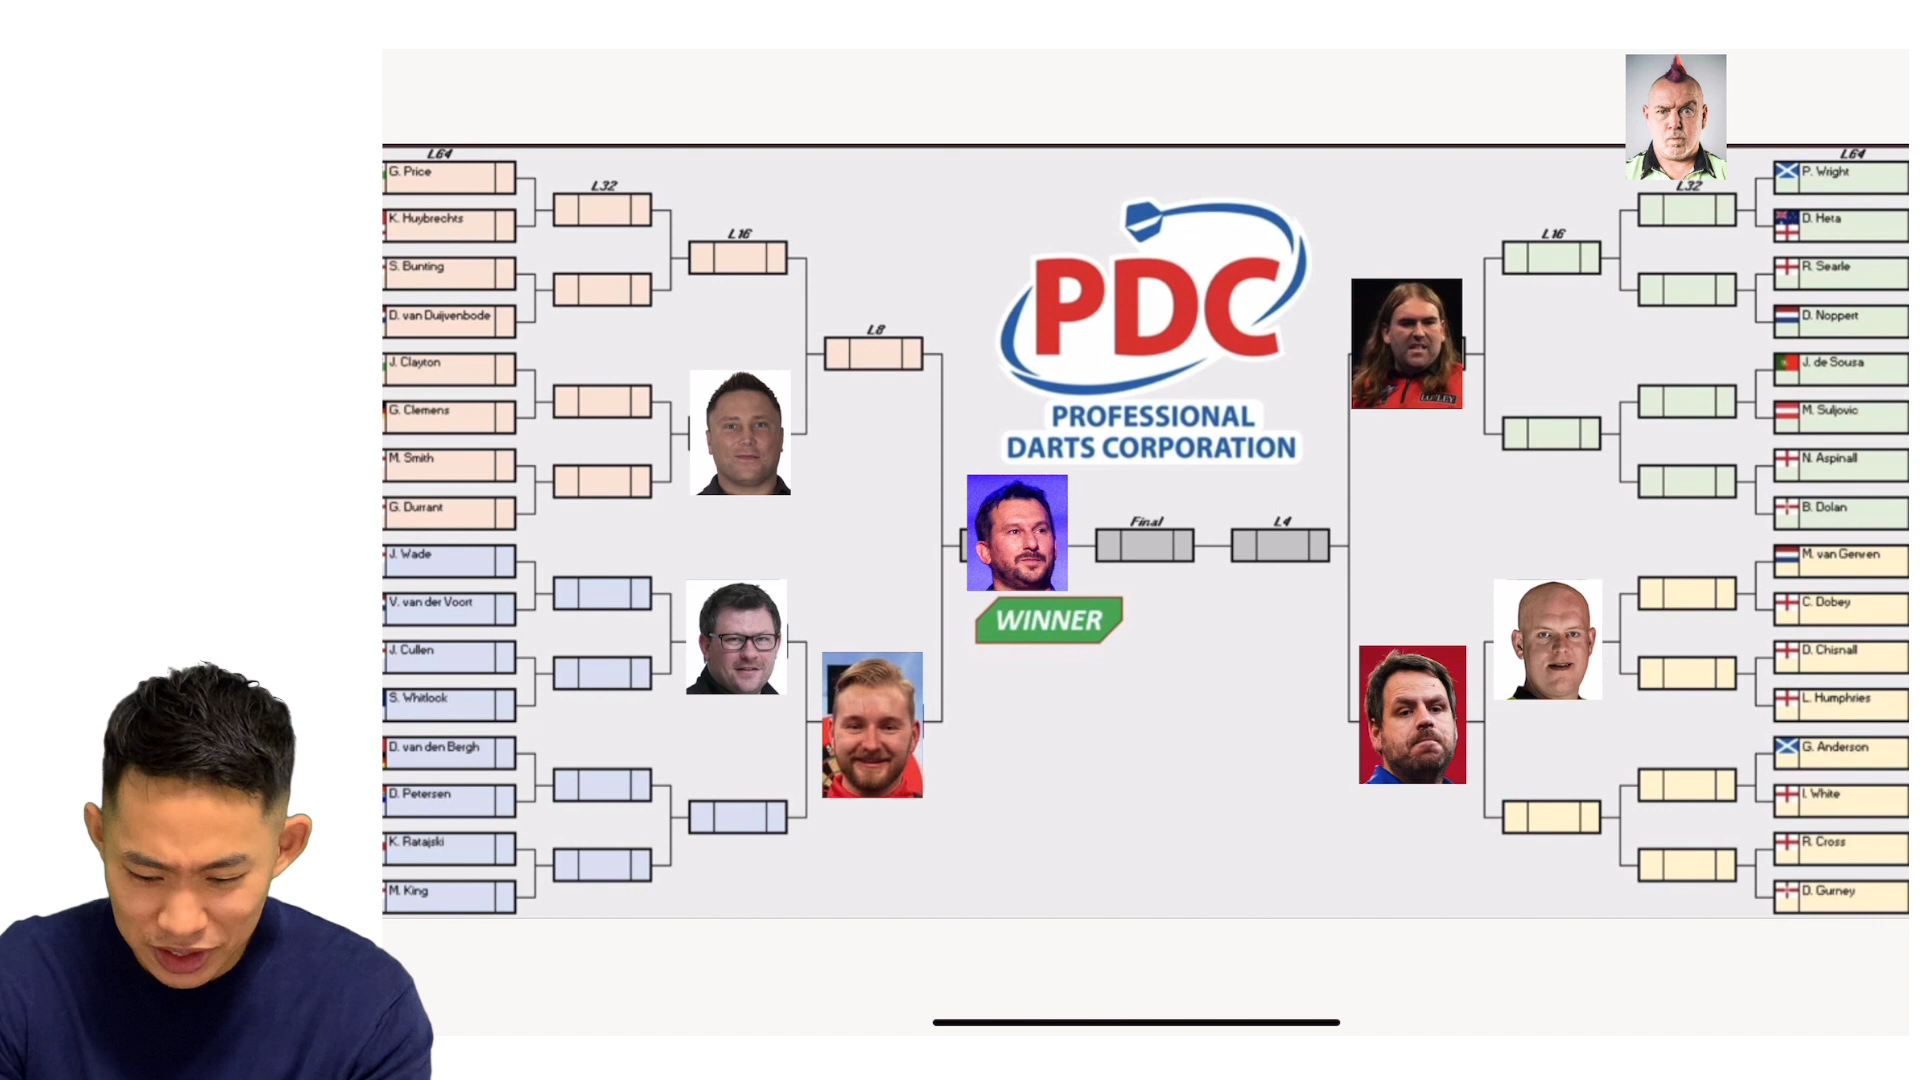 L64
G. Price
K. Huybrechts
S. Bunting
D. van Duijvenbode
J. Clayton
G. Clemens
M. Smith
G. Durrant
J. Wade
V. van der Voort
J. Cullen
S. Whitlock
D. van den Bergh
D. Petersen
K. Ratajski
M. King
L32
L16
L8
PDC
PROFESSIONAL
DARTS CORPORATION
Final
L4
WINNER
L16
L32
L64
P. Wright
D. Heta
R. Searle
D. Noppert
J. de Sousa
M. Suljovic
N. Aspinall
B. Dolan
M. van Gerwen
C. Dobey
D. Chisnall
L. Humphries
G. Anderson
I. White
R. Cross
D. Gurney